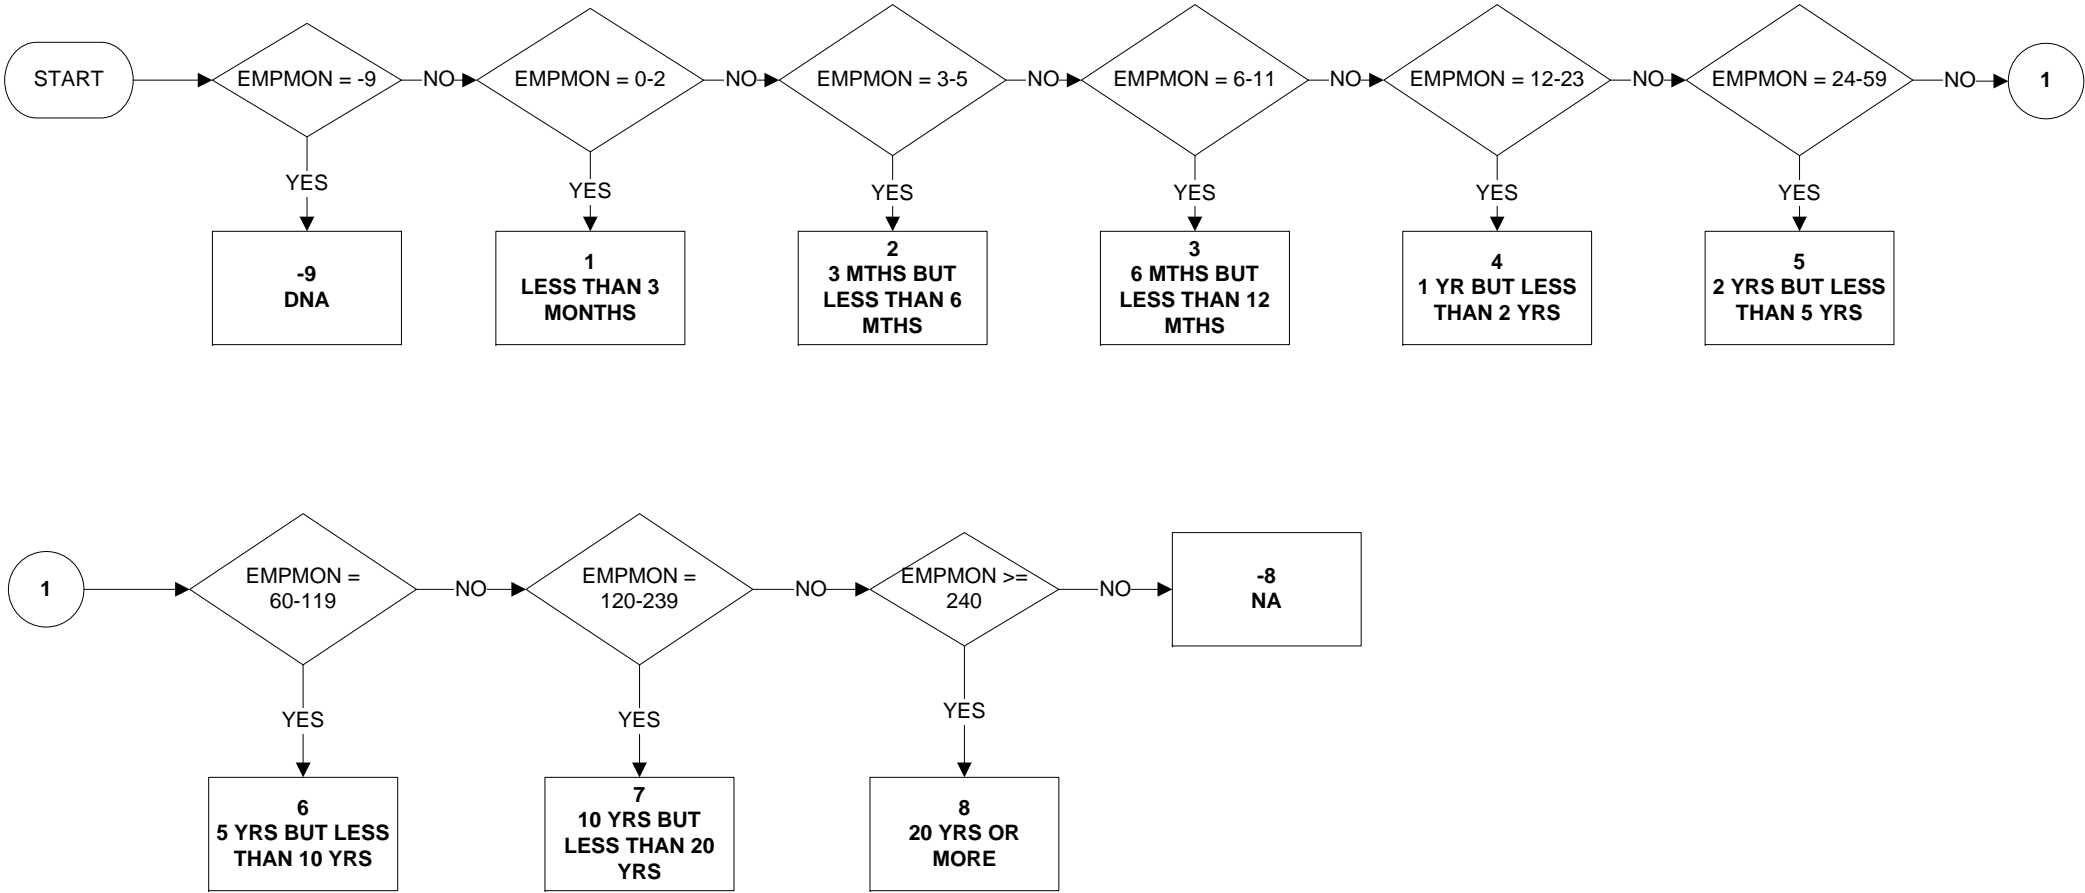 START
EMPMON = -9
NO
EMPMON = 0-2
NO
EMPMON = 3-5
NO
EMPMON = 6-11
NO
EMPMON = 12-23
NO
EMPMON = 24-59
NO
1
YES
YES
YES
YES
YES
YES
-9
DNA
1
LESS THAN 3
MONTHS
2
3 MTHS BUT
LESS THAN 6
MTHS
3
6 MTHS BUT
LESS THAN 12
MTHS
4
1 YR BUT LESS
THAN 2 YRS
5
2 YRS BUT LESS
THAN 5 YRS
1
EMPMON =
60-119
NO
EMPMON =
120-239
NO
EMPMON >=
240
NO
-8
NA
YES
YES
YES
6
5 YRS BUT LESS
THAN 10 YRS
7
10 YRS BUT
LESS THAN 20
YRS
8
20 YRS OR
MORE